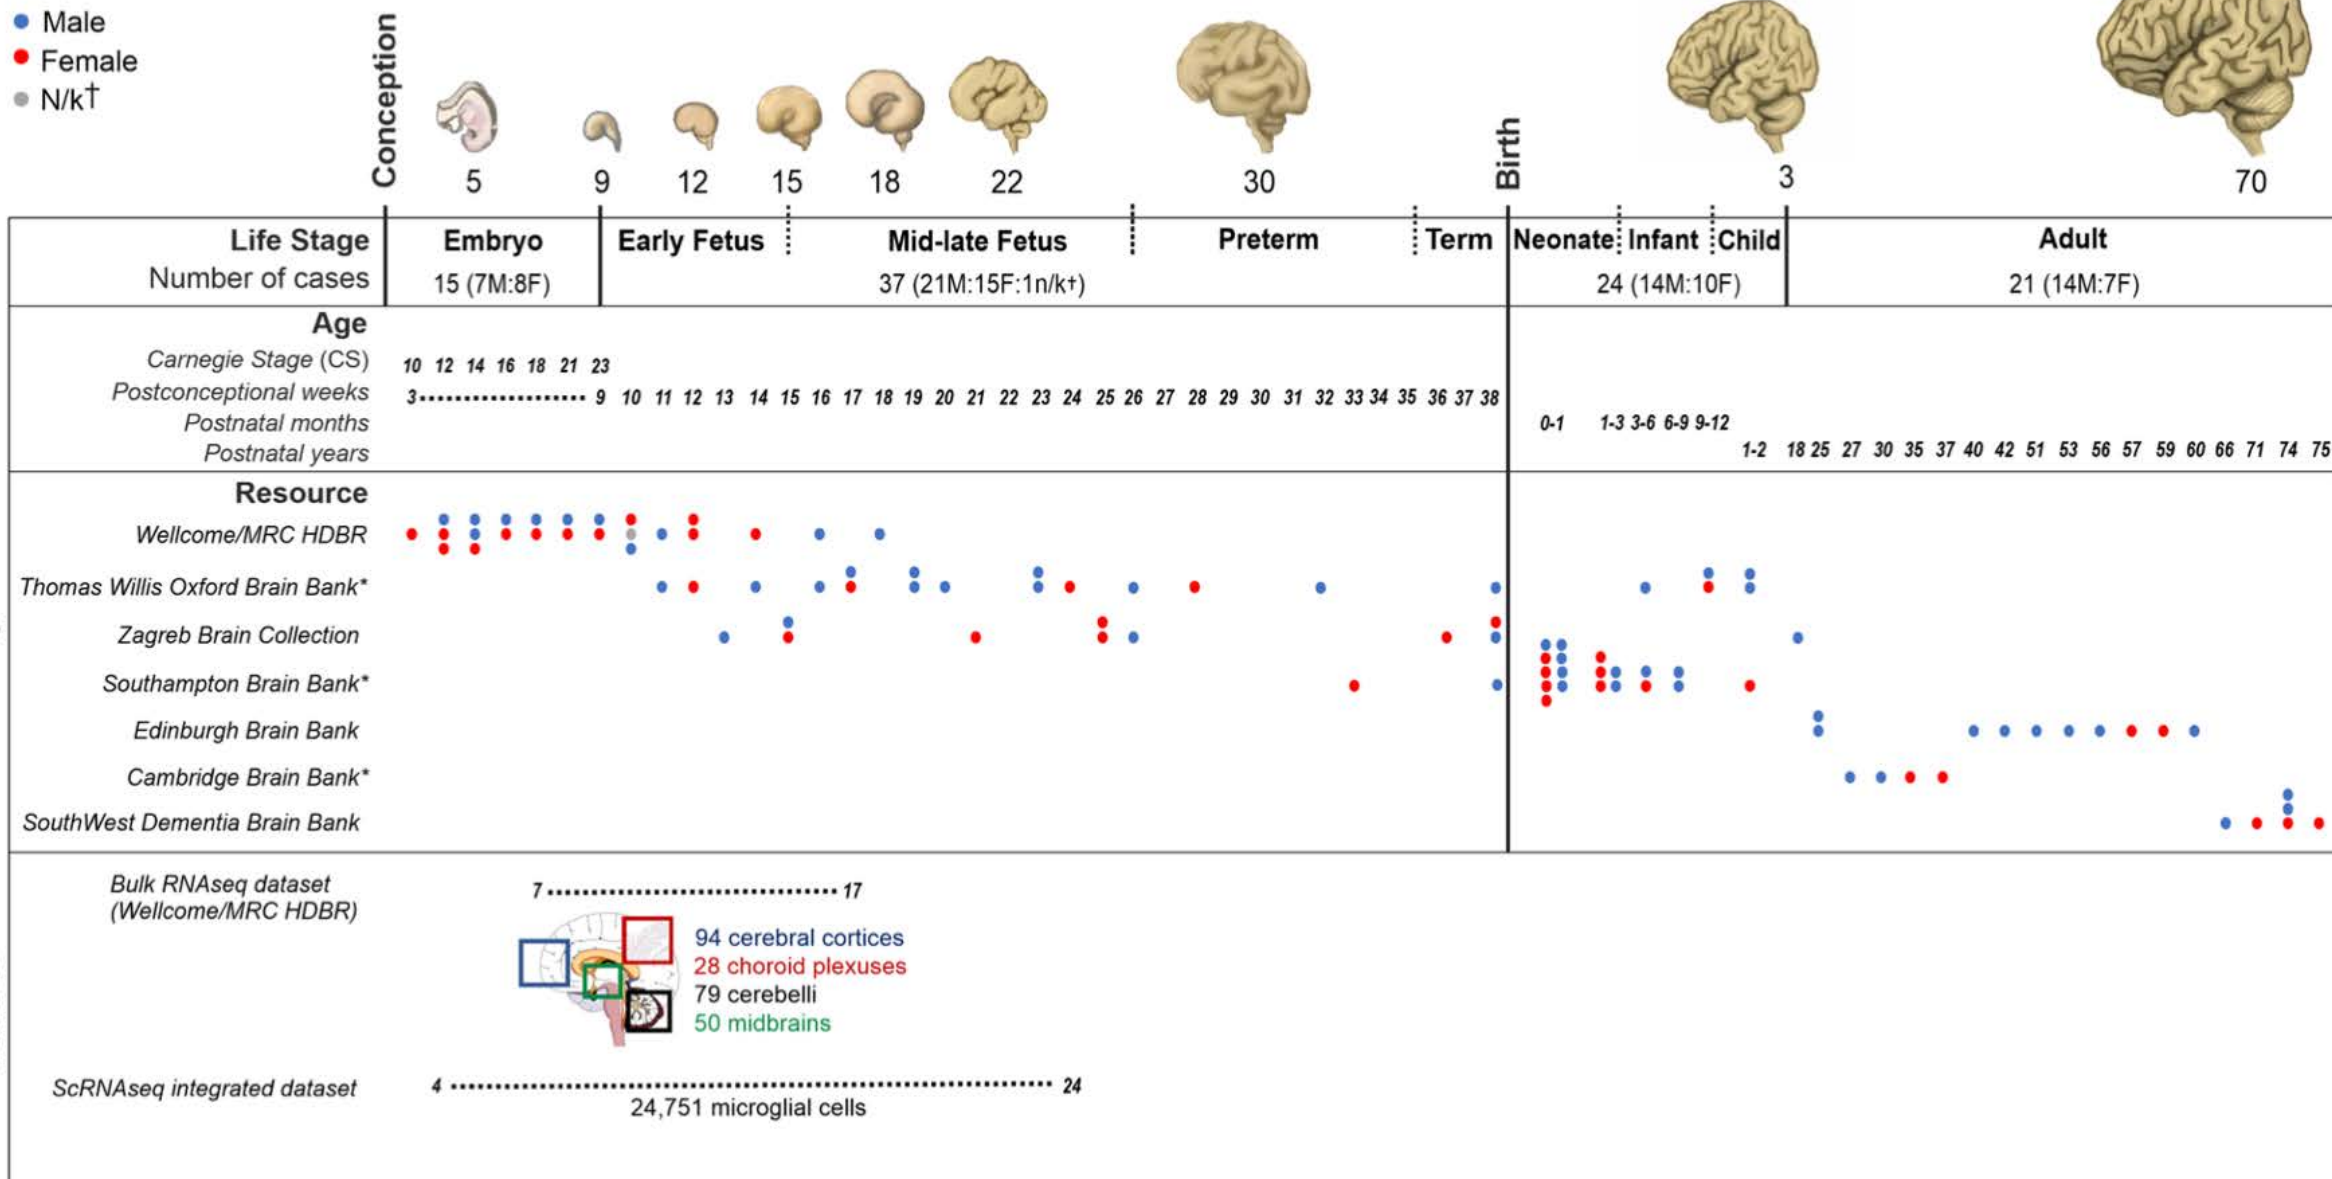 Male
Female
N/k†
Conception
Birth
5 9 12 15 18 22 30 3 70
Life Stage Embryo Early Fetus Mid-late Fetus Preterm Term Neonate Infant Child Adult
Number of cases 15 (7M:8F) 37 (21M:15F:1n/k†) 24 (14M:10F) 21 (14M:7F)
Age
Carnegie Stage (CS) 10 12 14 16 18 21 23
Postconceptional weeks 3 9 10 11 12 13 14 15 16 17 18 19 20 21 22 23 24 25 26 27 28 29 30 31 32 33 34 35 36 37 38
Postnatal months 0-1 1-3 3-6 6-9 9-12
Postnatal years 1-2 18 25 27 30 35 37 40 42 51 53 56 57 59 60 66 71 74 75
Resource
Wellcome/MRC HDBR
Thomas Willis Oxford Brain Bank*
Zagreb Brain Collection
Southampton Brain Bank*
Edinburgh Brain Bank
Cambridge Brain Bank*
SouthWest Dementia Brain Bank
Bulk RNAseq dataset 7 17
(Wellcome/MRC HDBR)
94 cerebral cortices
28 choroid plexuses
79 cerebelli
50 midbrains
ScRNAseq integrated dataset 4 24
24,751 microglial cells